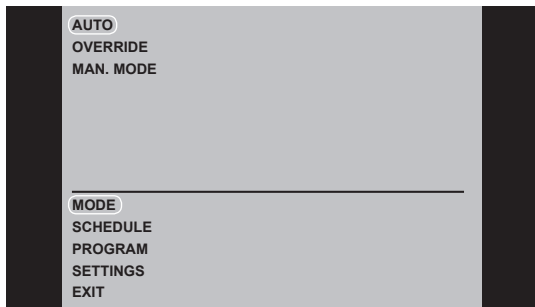 AUTO
OVERRIDE
MAN. MODE
MODE
SCHEDULE
PROGRAM
SETTINGS
EXIT